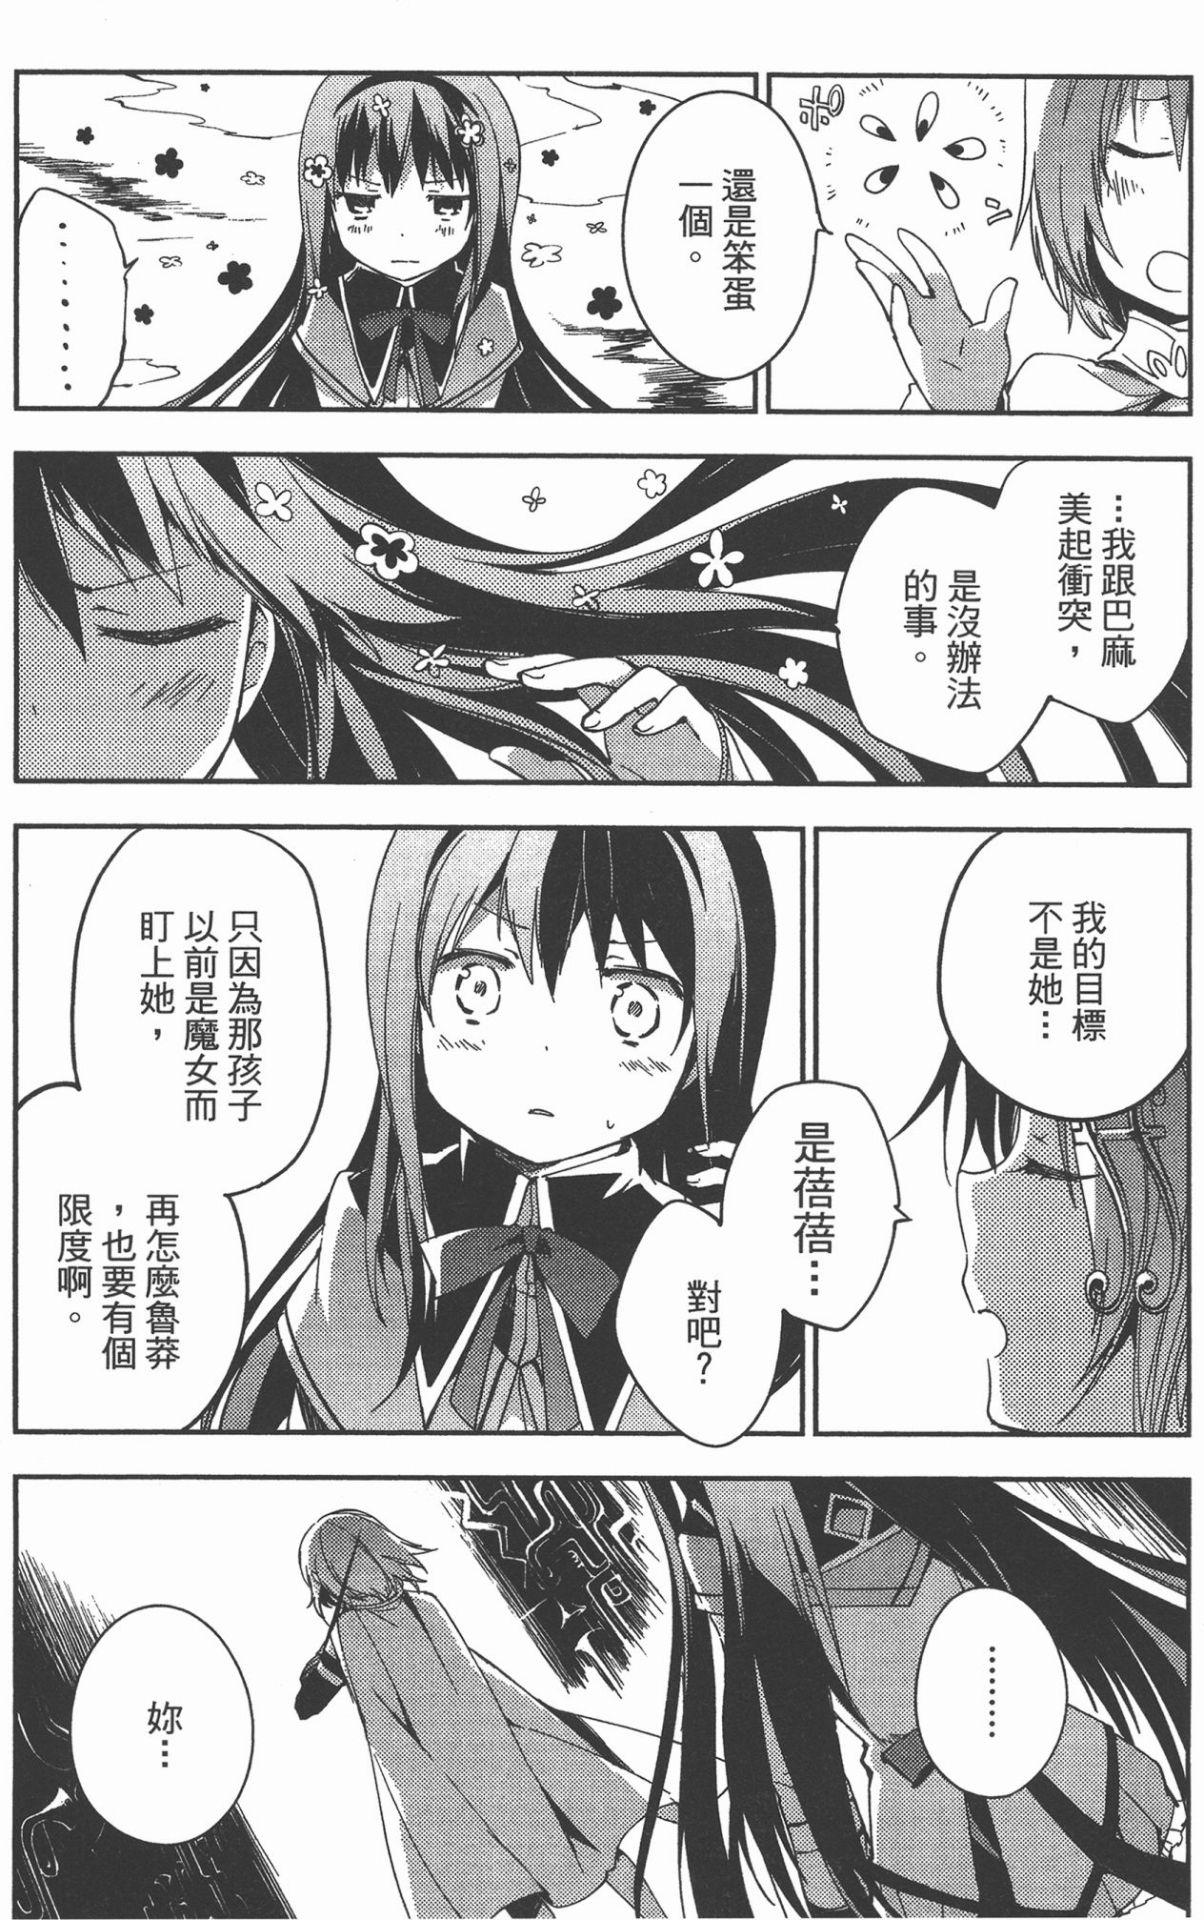 ポン
還是笨蛋
一個。
⋯⋯⋯
⋯我跟巴麻
美起衝突，
是沒辦法
的事。
我的目標
不是她⋯
是蓓蓓⋯
對吧？
只因為那孩子
以前是魔女而
盯上她，
再怎麼魯莽
，也要有個
限度啊。
⋯⋯⋯
妳⋯